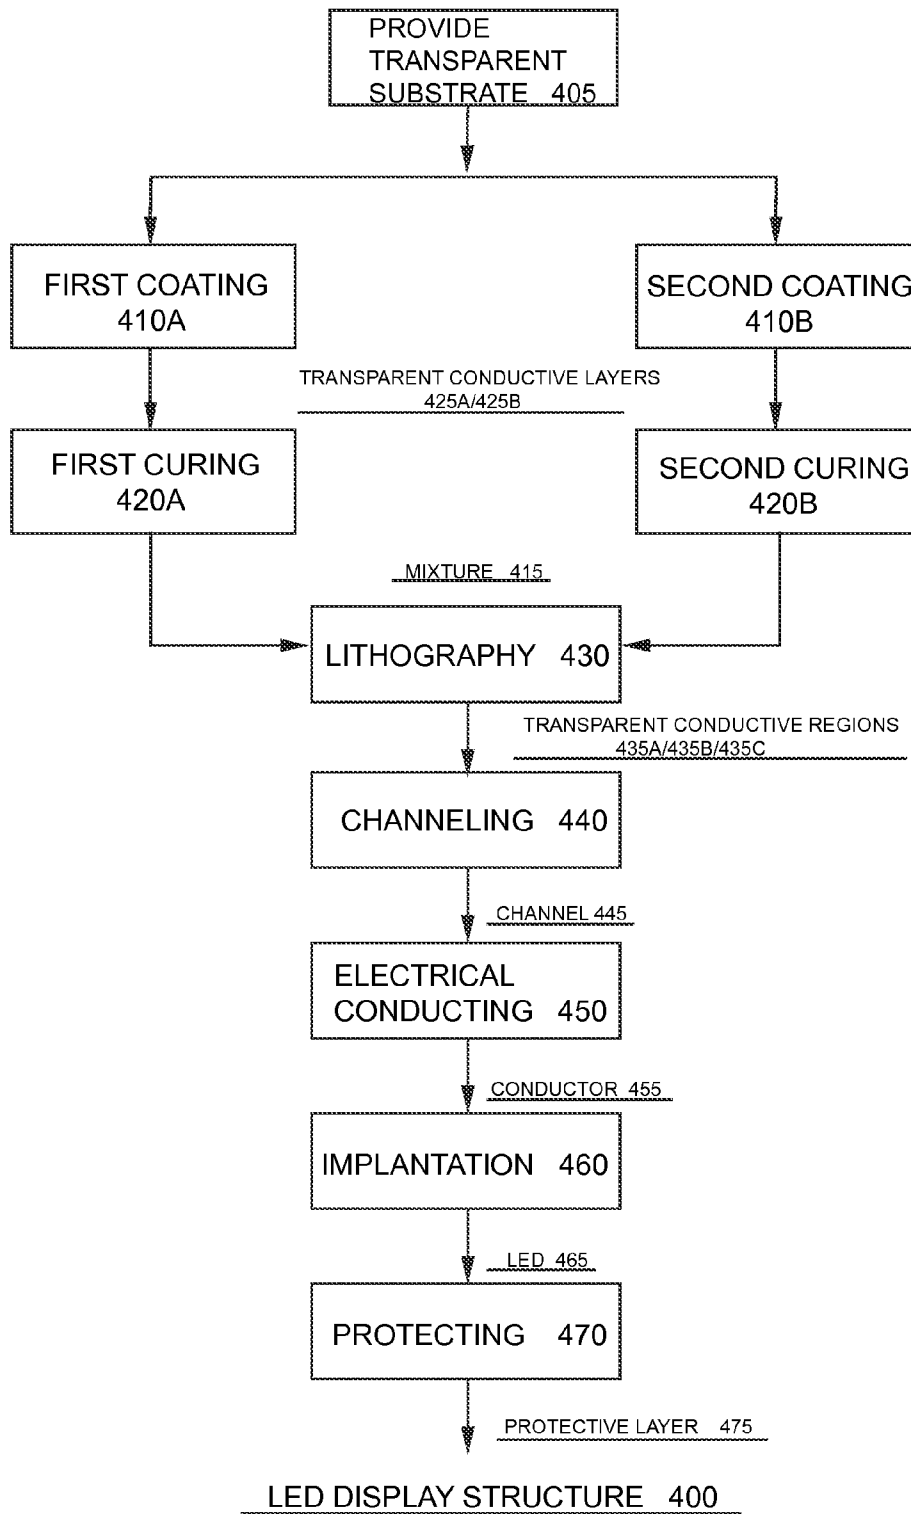 PROVIDE
TRANSPARENT
SUBSTRATE 405
FIRST COATING
410A
SECOND COATING
410B
TRANSPARENT CONDUCTIVE LAYERS
425A/425B
FIRST CURING
420A
SECOND CURING
420B
MIXTURE 415
LITHOGRAPHY 430
TRANSPARENT CONDUCTIVE REGIONS
435A/435B/435C
CHANNELING 440
CHANNEL 445
ELECTRICAL
CONDUCTING 450
CONDUCTOR 455
IMPLANTATION 460
LED 465
PROTECTING 470
PROTECTIVE LAYER 475
LED DISPLAY STRUCTURE 400